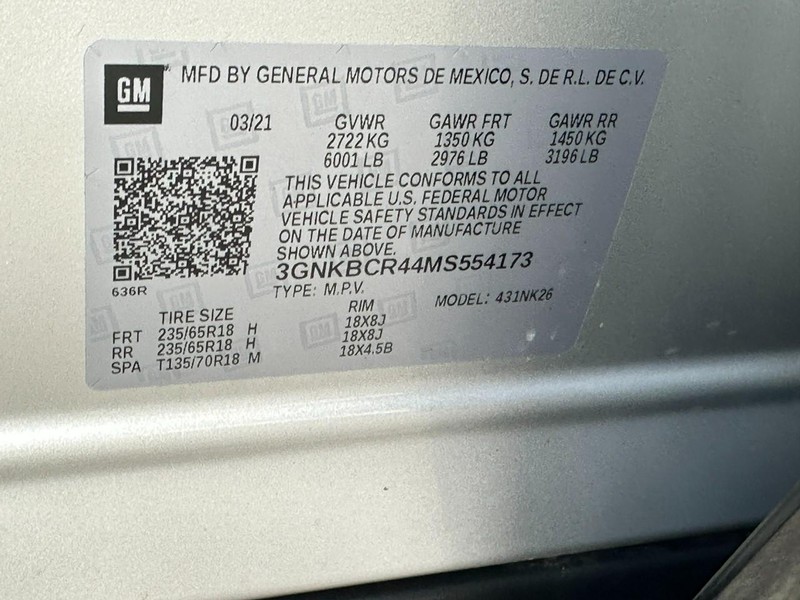 GM
MFD BY GENERAL MOTORS DE MEXICO, S. DE R.L. DE C.V.
03/21 GVWR GAWR FRT GAWR RR
2722 KG 1350 KG 1450 KG
6001 LB 2976 LB 3196 LB
THIS VEHICLE CONFORMS TO ALL
APPLICABLE U.S. FEDERAL MOTOR
VEHICLE SAFETY STANDARDS IN EFFECT
ON THE DATE OF MANUFACTURE
SHOWN ABOVE.
3GNKBCR44MS554173
636R
TYPE: M.P.V. MODEL: 431NK26
TIRE SIZE RIM
FRT 235/65R18 H 18X8J
RR 235/65R18 H 18X8J
SPA T135/70R18 M 18X4.5B